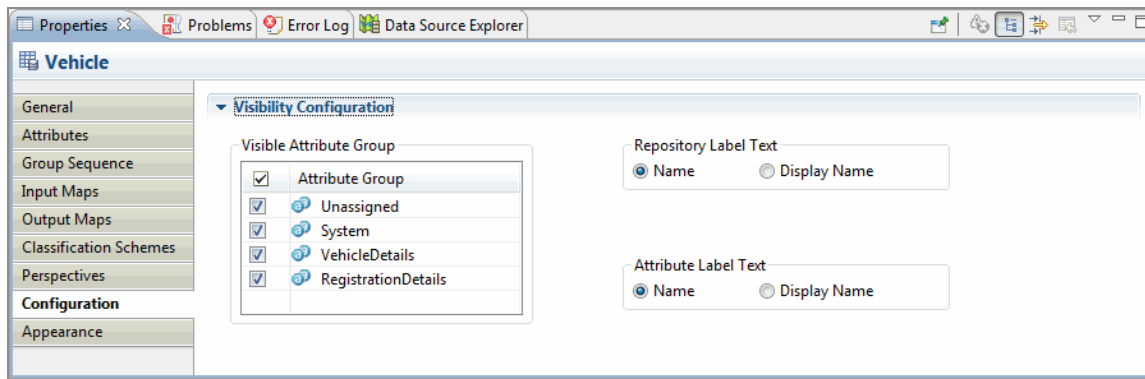 Properties Problems Error Log Data Source Explorer
Vehicle
General
Attributes
Group Sequence
Input Maps
Output Maps
Classification Schemes
Perspectives
Configuration
Appearance
Visibility Configuration
Visible Attribute Group
Attribute Group
Unassigned
System
VehicleDetails
RegistrationDetails
Repository Label Text
Name Display Name
Attribute Label Text
Name Display Name